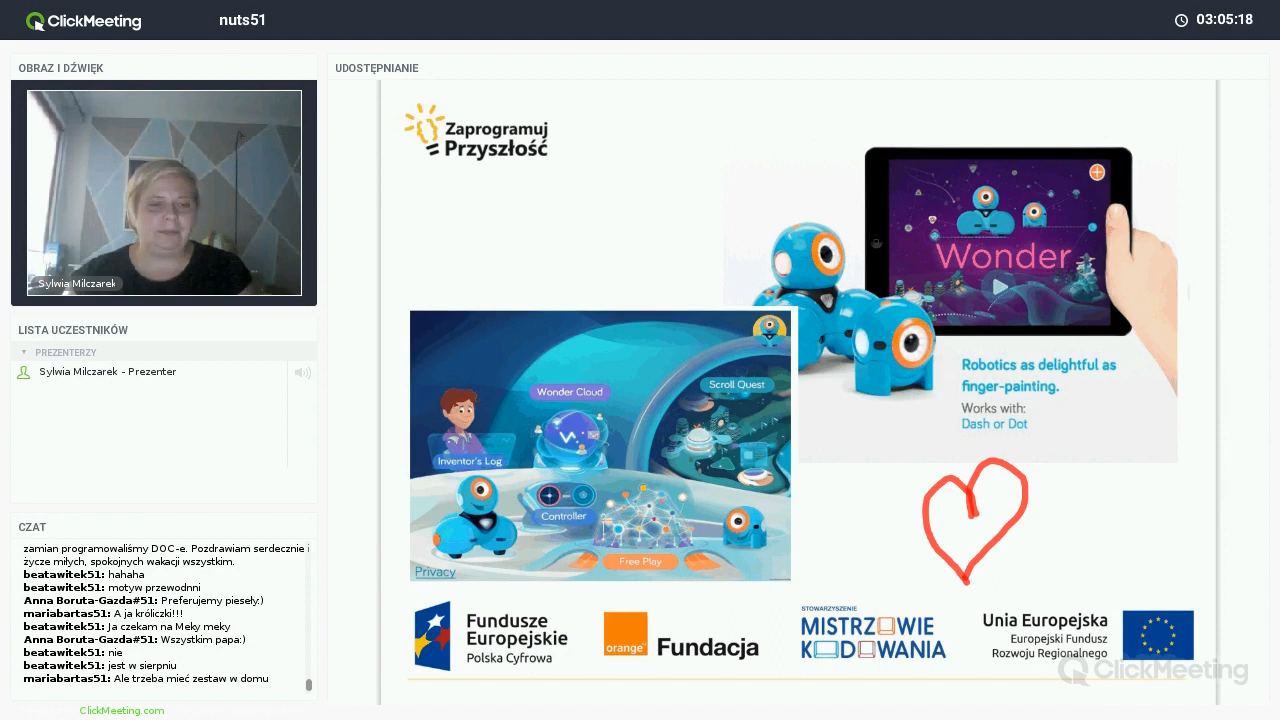 ClickMeeting
nuts51
03:05:18
OBRAZ I DŹWIĘK
Sylwia Milczarek
LISTA UCZESTNIKÓW
PREZENTERZY
Sylwia Milczarek - Prezenter
CZAT
zamian programowaliśmy DOC-e. Pozdrawiam serdecznie i
życze miłych, spokojnych wakacji wszystkim.
beatawitek51: hahaha
beatawitek51: motyw przewodni
Anna Boruta-Gazda#51: Preferujemy pieseły:)
mariabartas51: A ja króliczki!!!
beatawitek51: Ja czekam na Meky meky
Anna Boruta-Gazda#51: Wszystkim papa:)
beatawitek51: nie
beatawitek51: jest w sierpniu
mariabartas51: Ale trzeba mieć zestaw w domu
ClickMeeting.com
UDOSTĘPNIANIE
Zaprogramuj
Przyszłość
Wonder
Robotics as delightful as
finger-painting.
Works with:
Dash or Dot
Wonder Cloud
Scroll Quest
Inventor's Log
Controller
Free Play
Privacy
Fundusze
Europejskie
Polska Cyfrowa
orange
Fundacja
STOWARZYSZENIE
MISTRZOWIE
KODOWANIA
Unia Europejska
Europejski Fundusz
Rozwoju Regionalnego
ClickMeeting